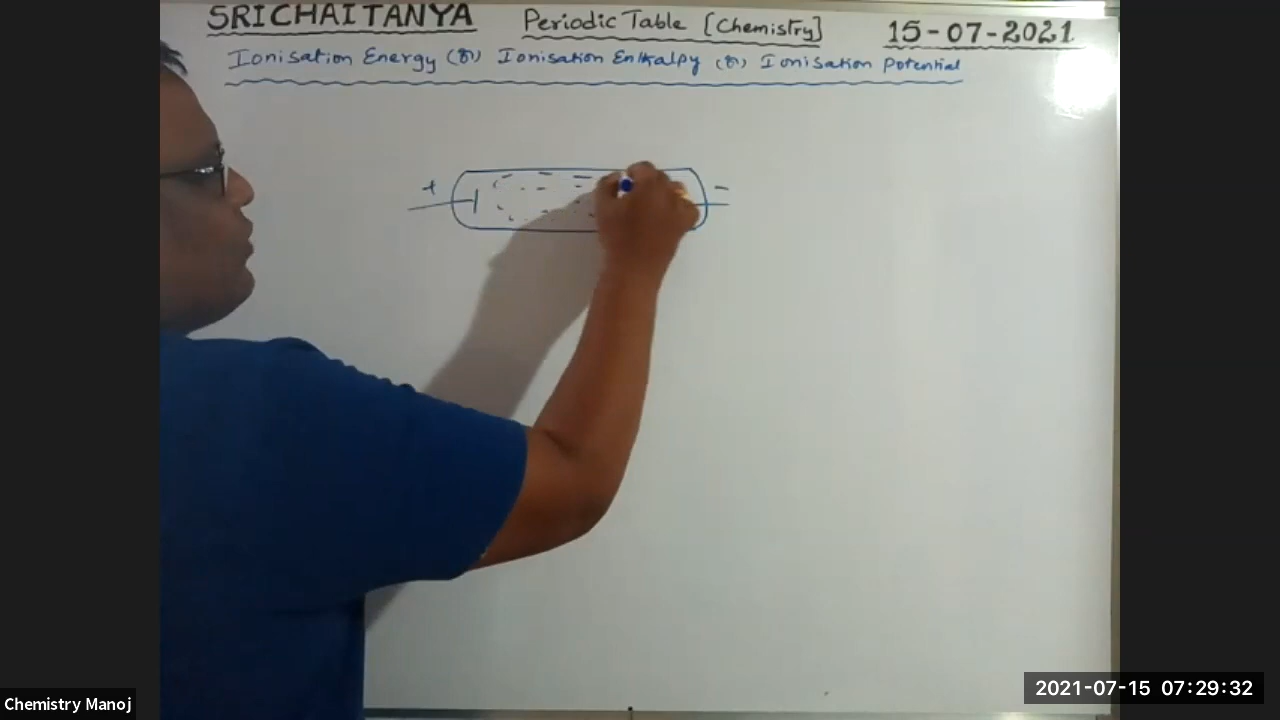 SRICHAITANYA Periodic Table [Chemistry] 15-07-2021
Ionisation Energy (or) Ionisation Enthalpy (or) Ionisation Potential
+ -
Chemistry Manoj
2021-07-15 07:29:32